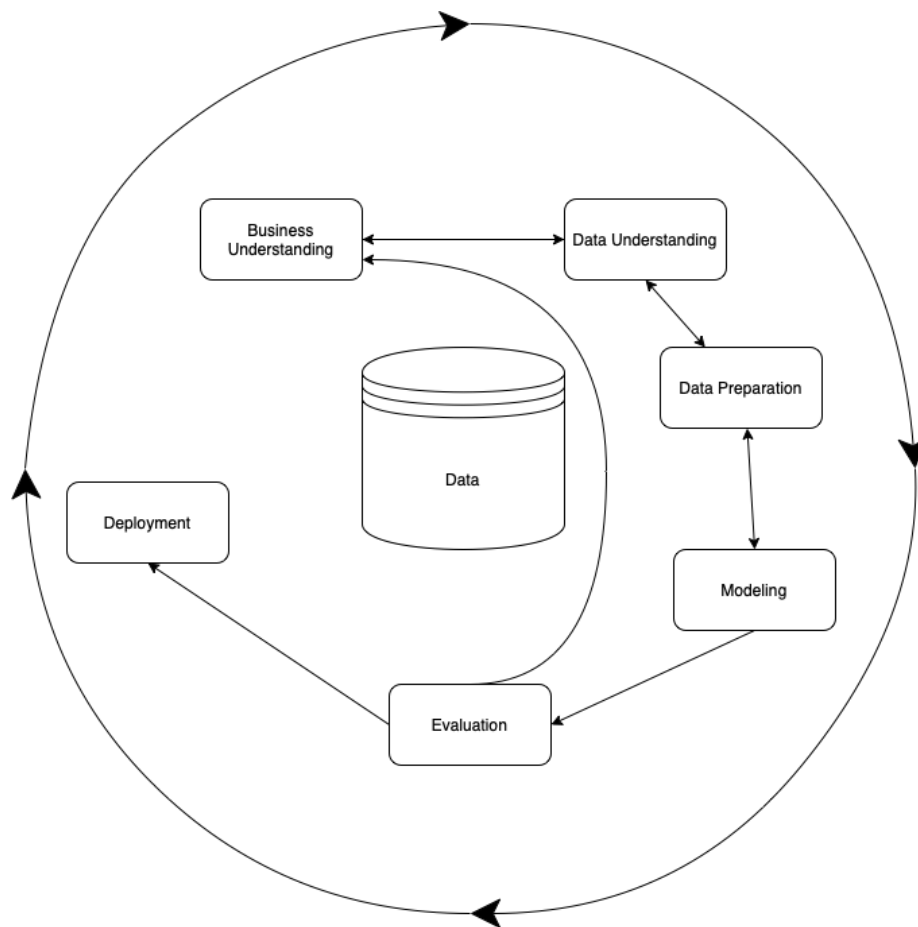 Business
Understanding
Data Understanding
Data Preparation
Data
Deployment
Modeling
Evaluation